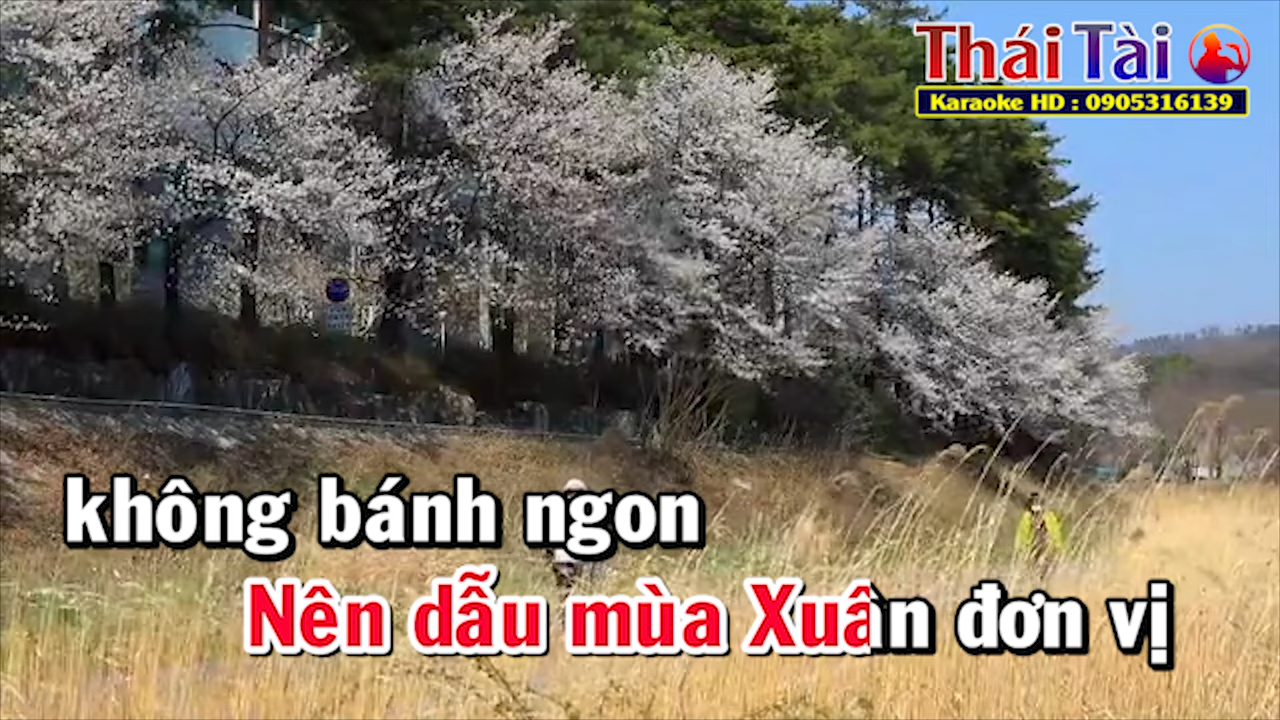 Thái Tài
Karaoke HD : 0905316139
không bánh ngon
Nên dẫu mùa Xuân đơn vị